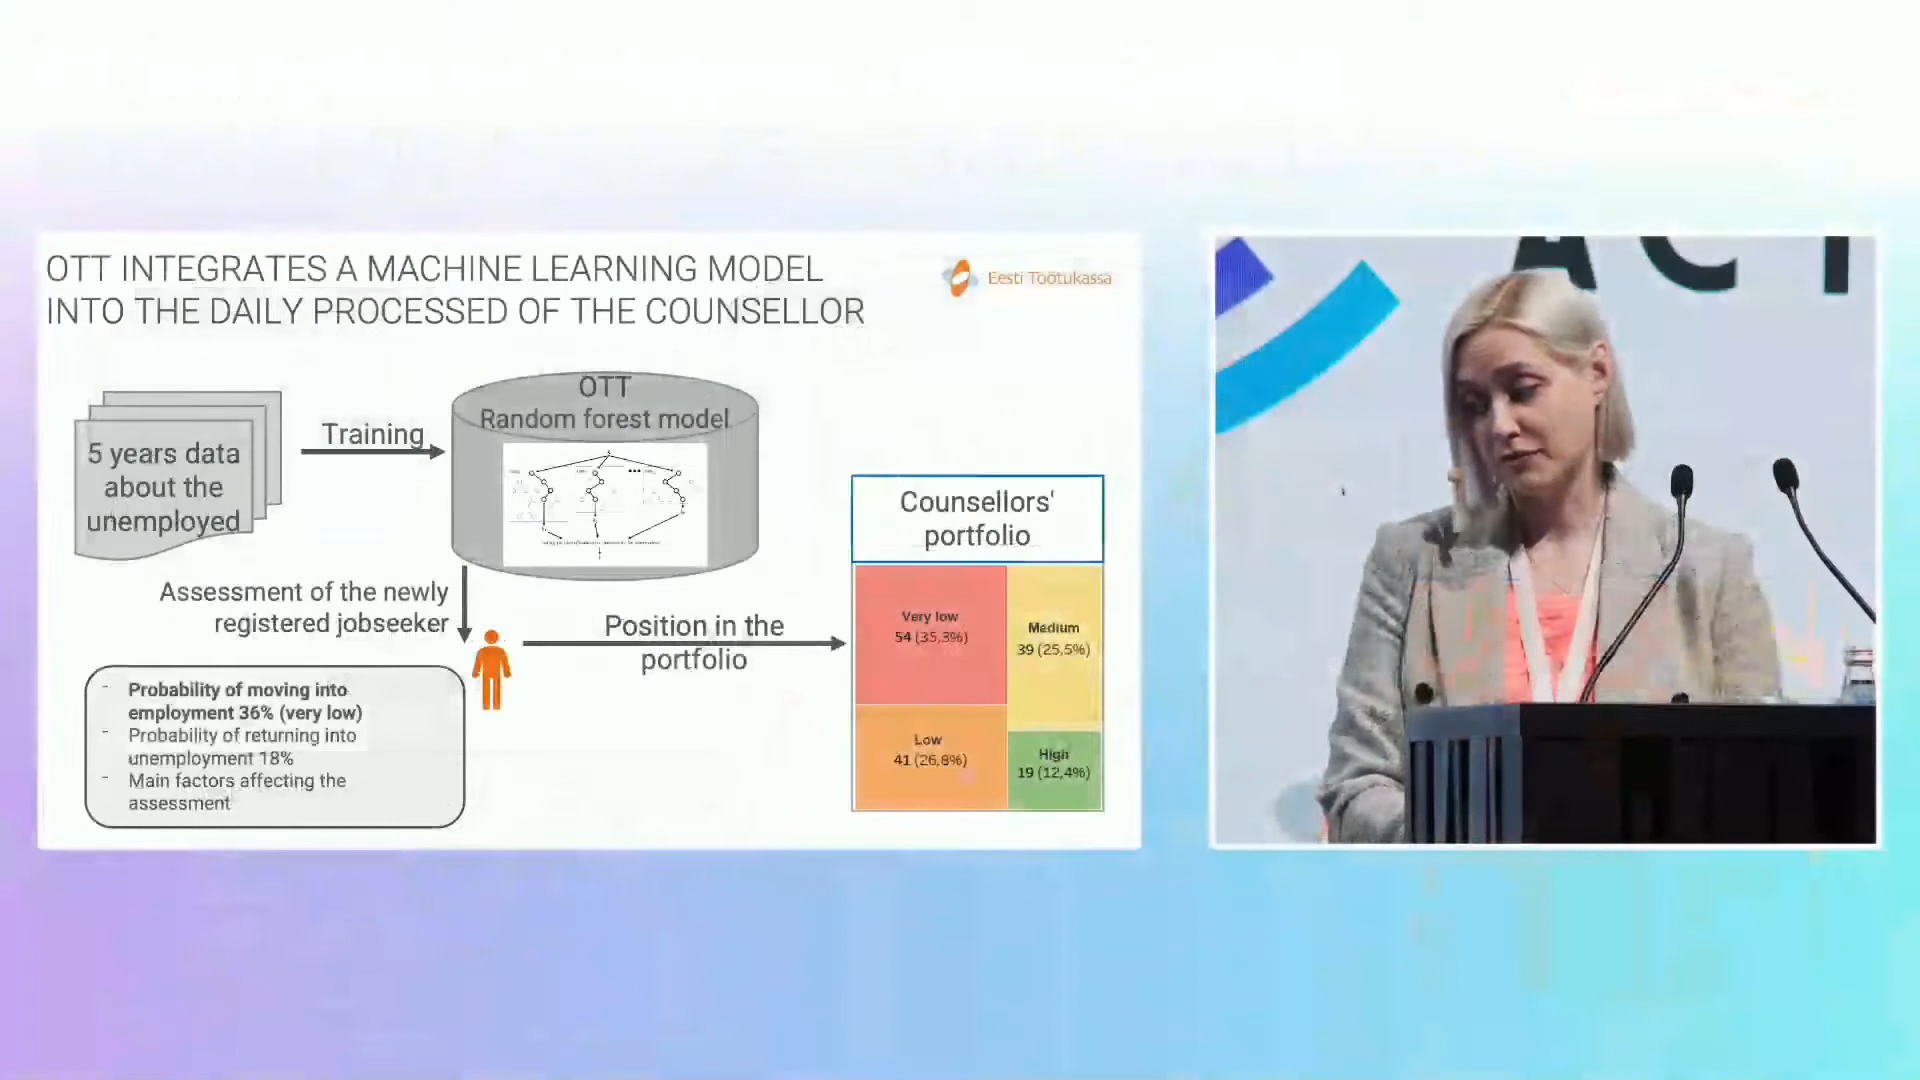 OTT INTEGRATES A MACHINE LEARNING MODEL
INTO THE DAILY PROCESSED OF THE COUNSELLOR
Eesti Töötukassa
5 years data
about the
unemployed
Training
OTT
Random forest model
Assessment of the newly
registered jobseeker
Position in the
portfolio
- Probability of moving into
employment 36% (very low)
- Probability of returning into
unemployment 18%
- Main factors affecting the
assessment
Counsellors'
portfolio
Very low
54 (35,3%)
Medium
39 (25,5%)
Low
41 (26,8%)
High
19 (12,4%)